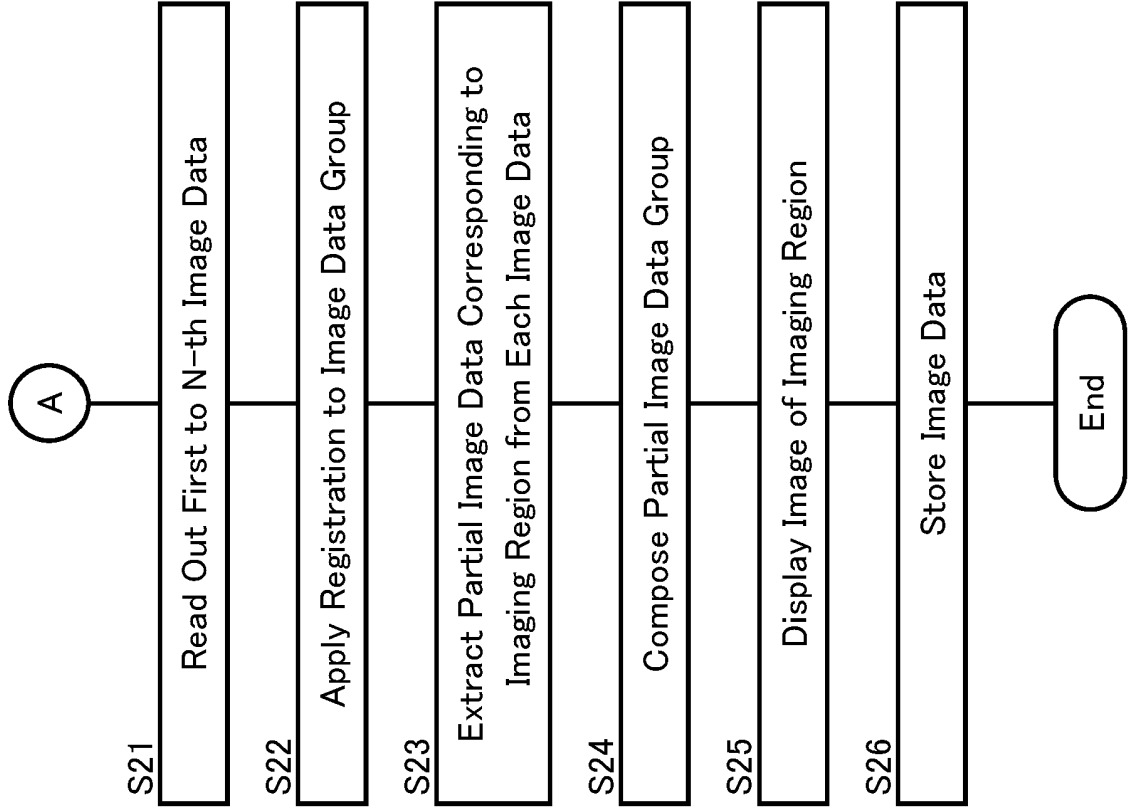 A
S21
Read Out First to N-th Image Data
S22
Apply Registration to Image Data Group
S23
Extract Partial Image Data Corresponding to
Imaging Region from Each Image Data
S24
Compose Partial Image Data Group
S25
Display Image of Imaging Region
S26
Store Image Data
End